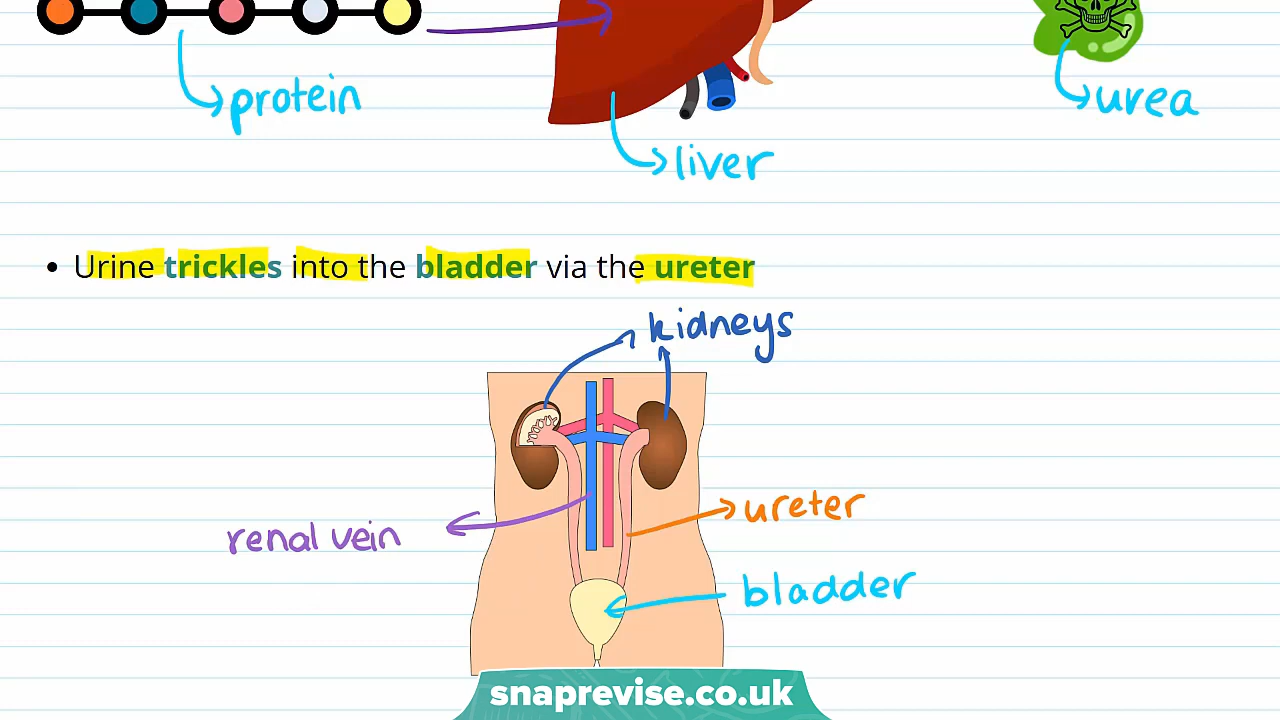 protein
urea
liver
• Urine trickles into the bladder via the ureter
kidneys
ureter
renal vein
bladder
snaprevise.co.uk